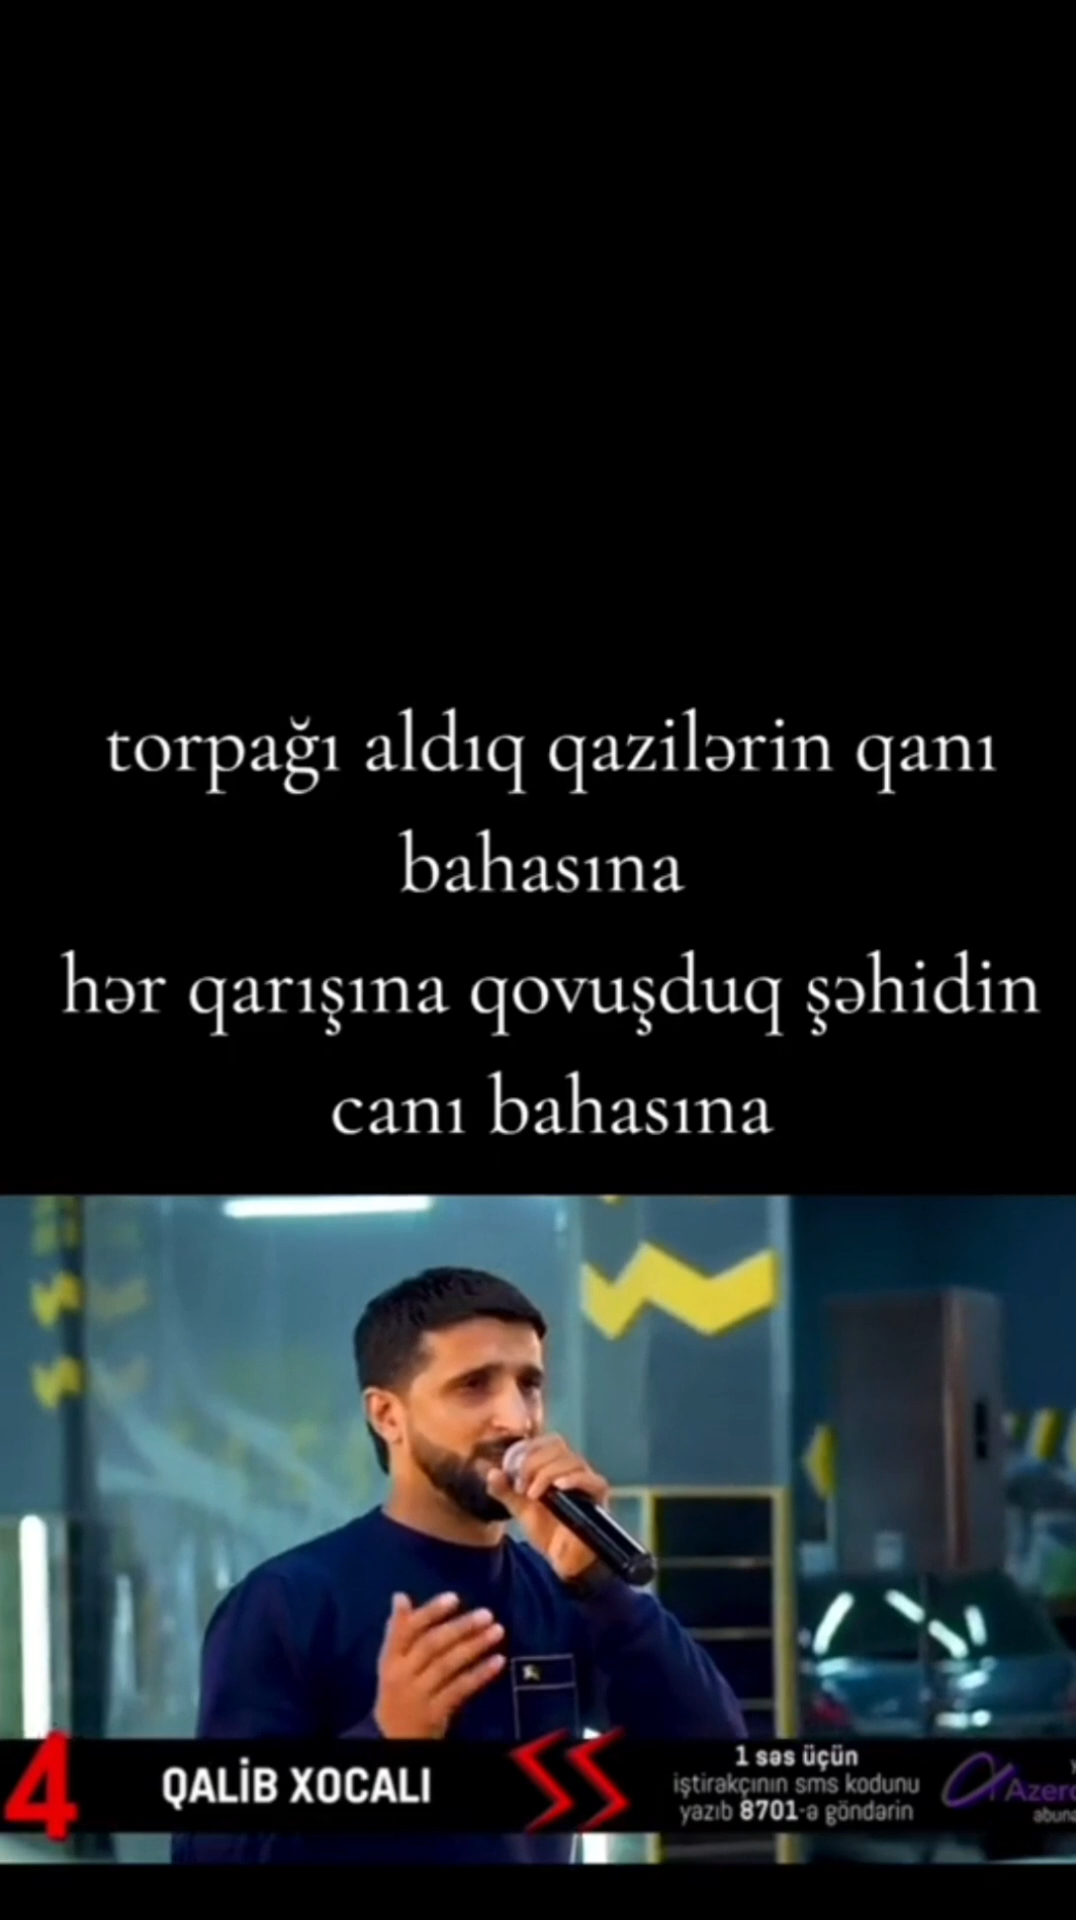 torpağı aldıq qazilərin qanı
bahasına
hər qarışına qovuşduq şəhidin
canı bahasına
4
QALİB XOCALI
1 səs üçün
iştirakçının sms kodunu
yazıb 8701-ə göndərin